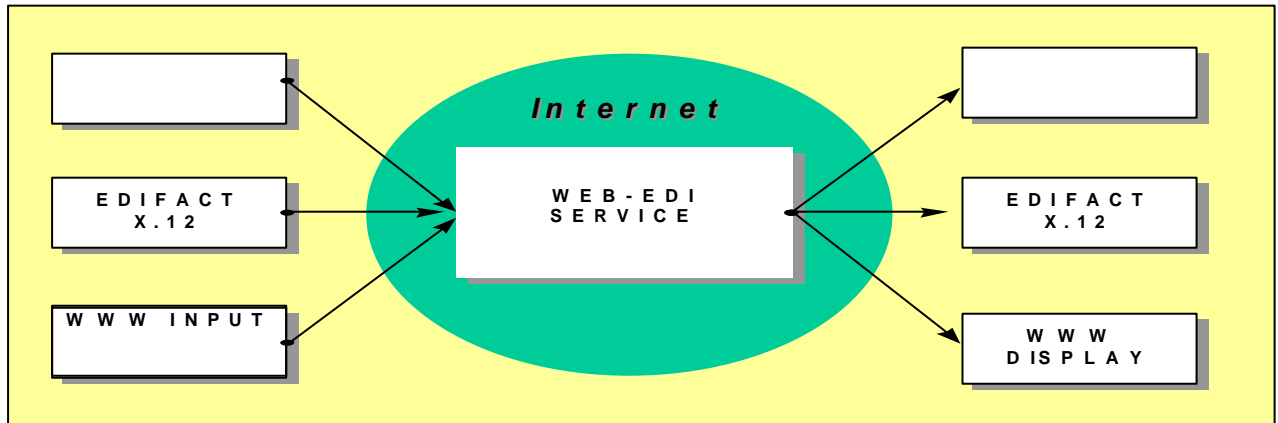 Internet
EDIFACT
X.12
WEB-EDI
SERVICE
EDIFACT
X.12
WWW INPUT
WWW
DISPLAY